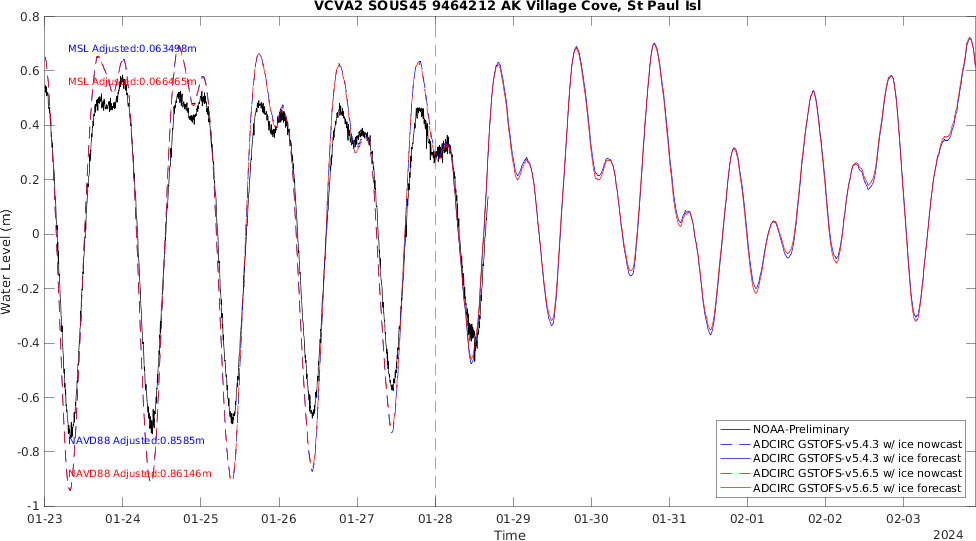 VCVA2 SOUS45 9464212 AK Village Cove, St Paul Isl
0.8
0.6
0.4
0.2
0
-0.2
-0.4
-0.6
-0.8
-1
Water Level (m)
MSL Adjusted:0.063498m
MSL Adjusted:0.066465m
NAVD88 Adjusted:0.8585m
NAVD88 Adjusted:0.86146m
NOAA-Preliminary
ADCIRC GSTOFS-v5.4.3 w/ ice nowcast
ADCIRC GSTOFS-v5.4.3 w/ ice forecast
ADCIRC GSTOFS-v5.6.5 w/ ice nowcast
ADCIRC GSTOFS-v5.6.5 w/ ice forecast
01-23 01-24 01-25 01-26 01-27 01-28 01-29 01-30 01-31 02-01 02-02 02-03
Time
2024